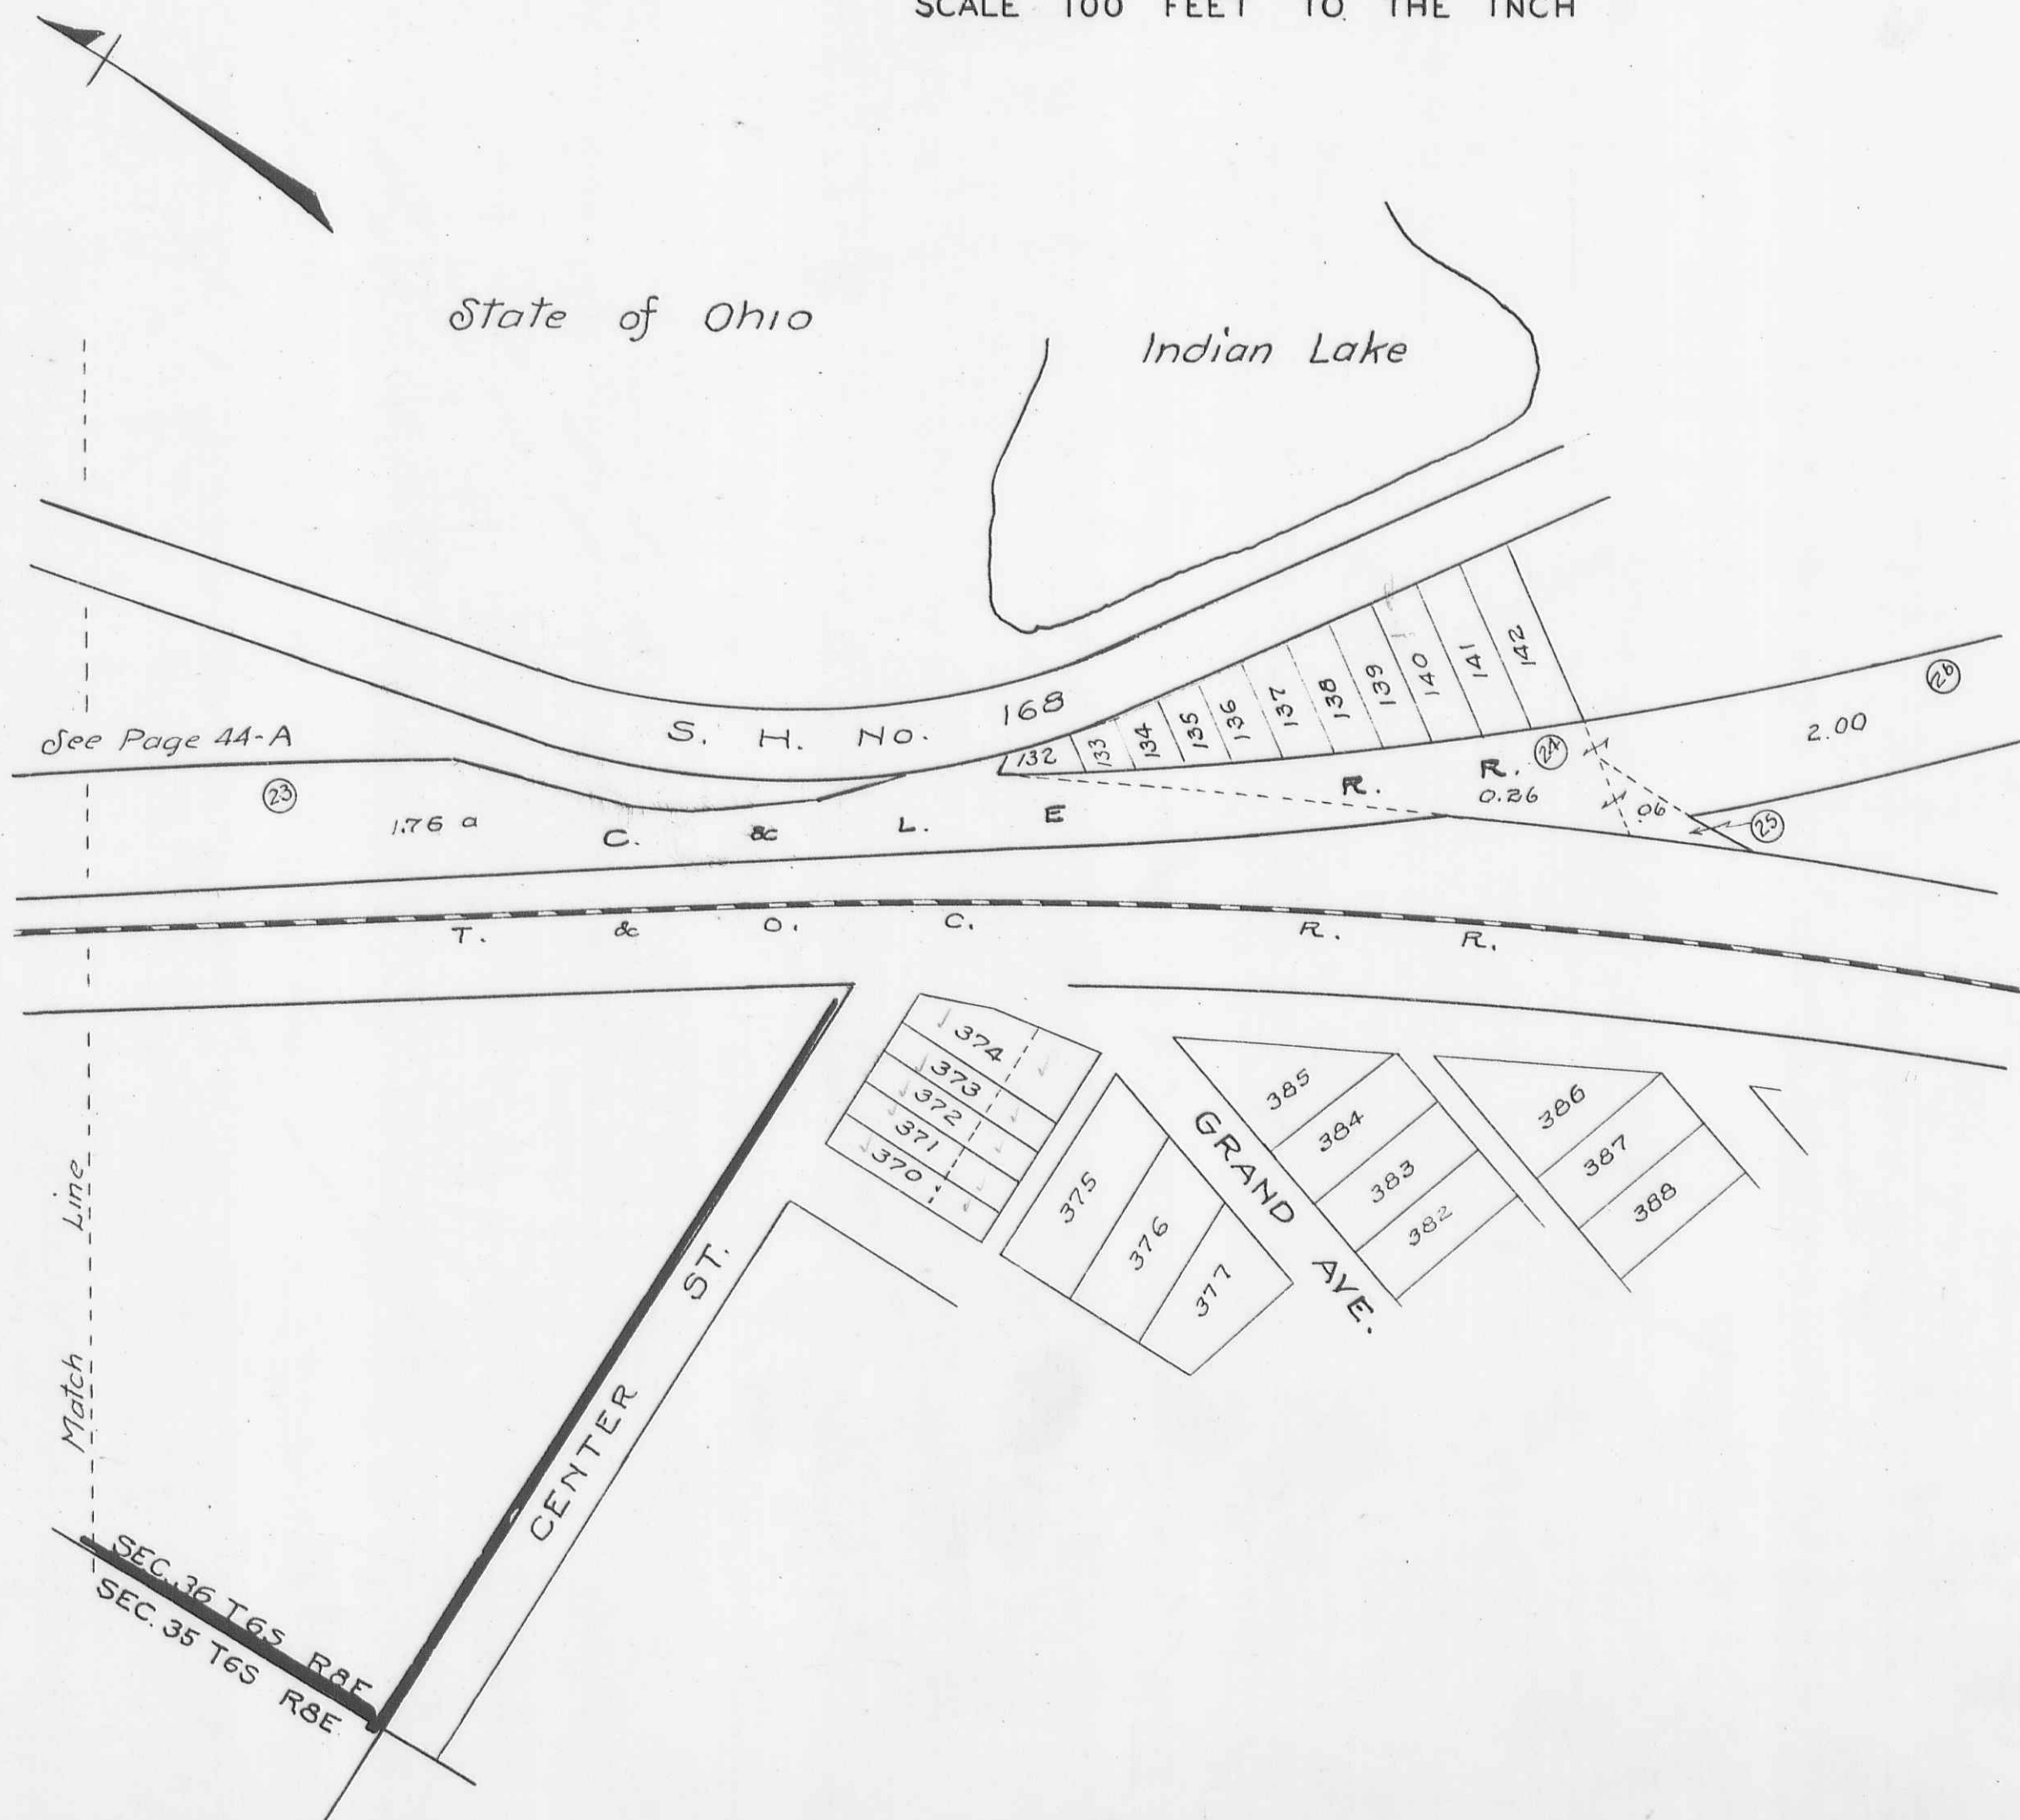 SCALE 100 FEET TO THE INCH
State of Ohio
Indian Lake
S. H. No. 168
See Page 44-A
132
133
134
135
136
137
138
139
140
141
142
23
1.76 a
C. & L. E R. R.
24
0.26
.06
25
2.00
26
T. & O. C. R. R.
374
373
372
371
370
375
376
377
GRAND AVE.
385
384
383
382
386
387
388
CENTER ST.
Match Line
SEC. 36 T6S R8E
SEC. 35 T6S R8E